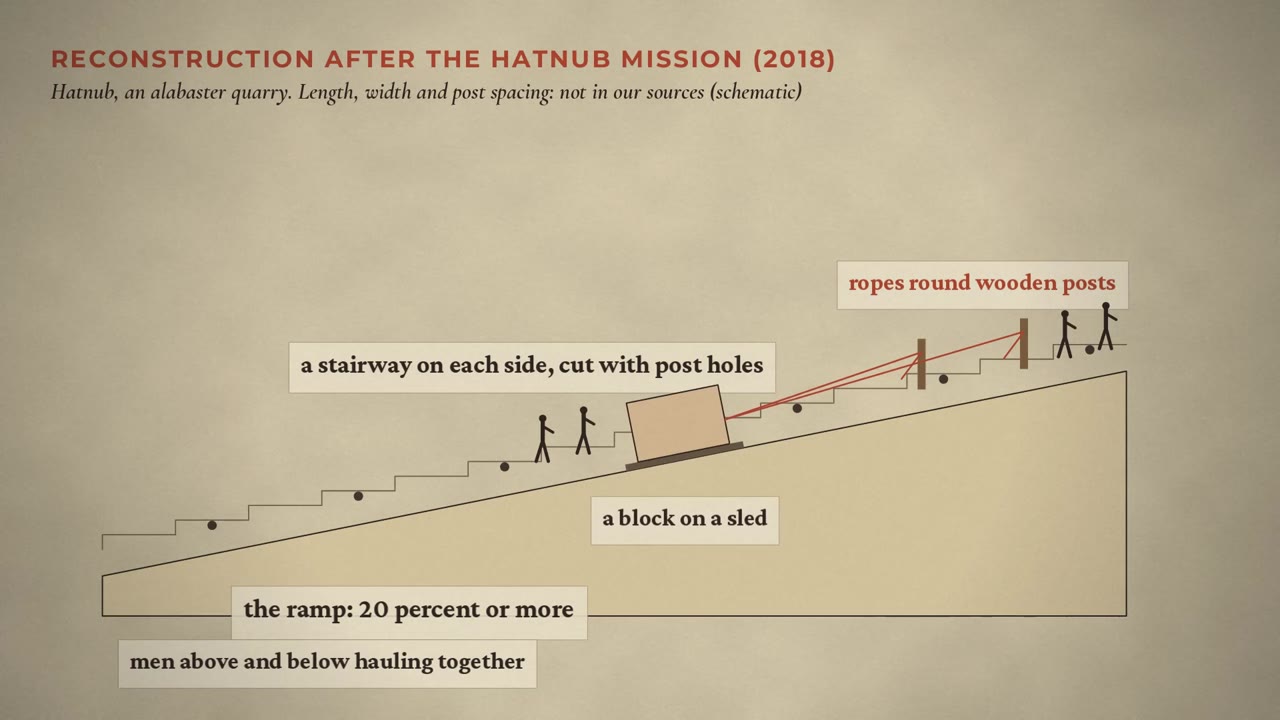 RECONSTRUCTION AFTER THE HATNUB MISSION (2018)
Hatnub, an alabaster quarry. Length, width and post spacing: not in our sources (schematic)
ropes round wooden posts
a stairway on each side, cut with post holes
a block on a sled
the ramp: 20 percent or more
men above and below hauling together